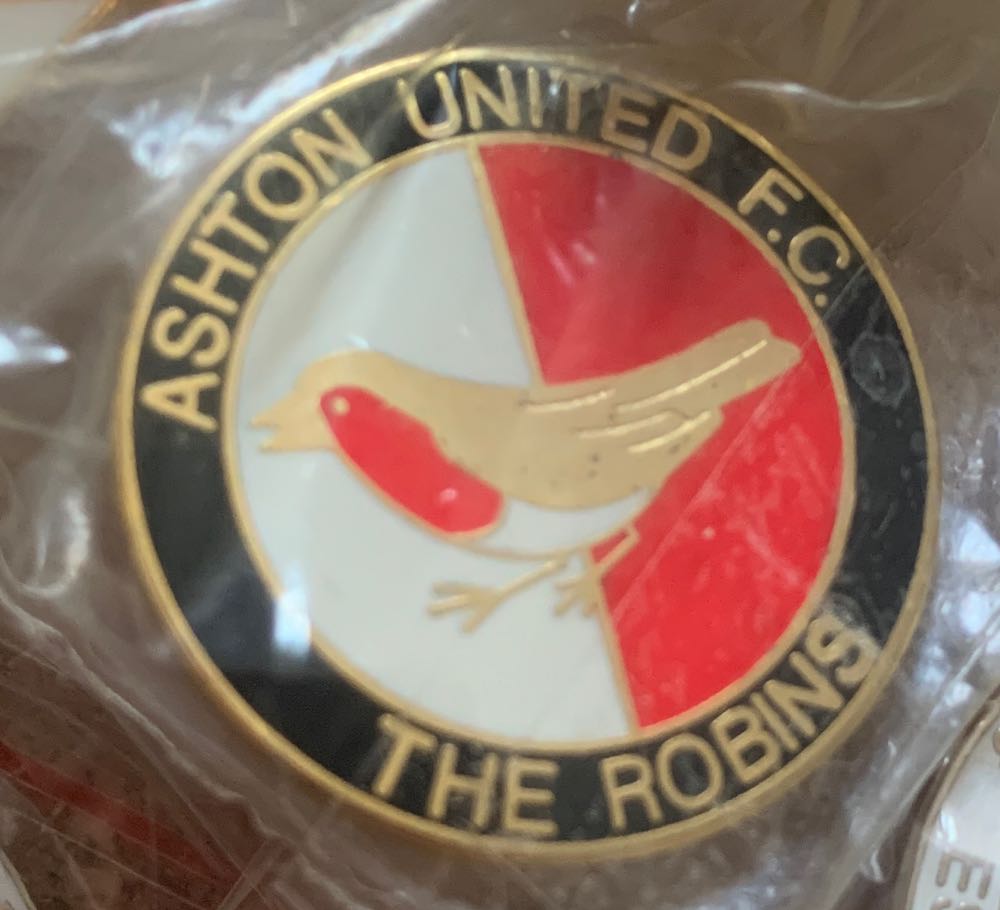 ASHTON UNITED F.C.
THE ROBINS